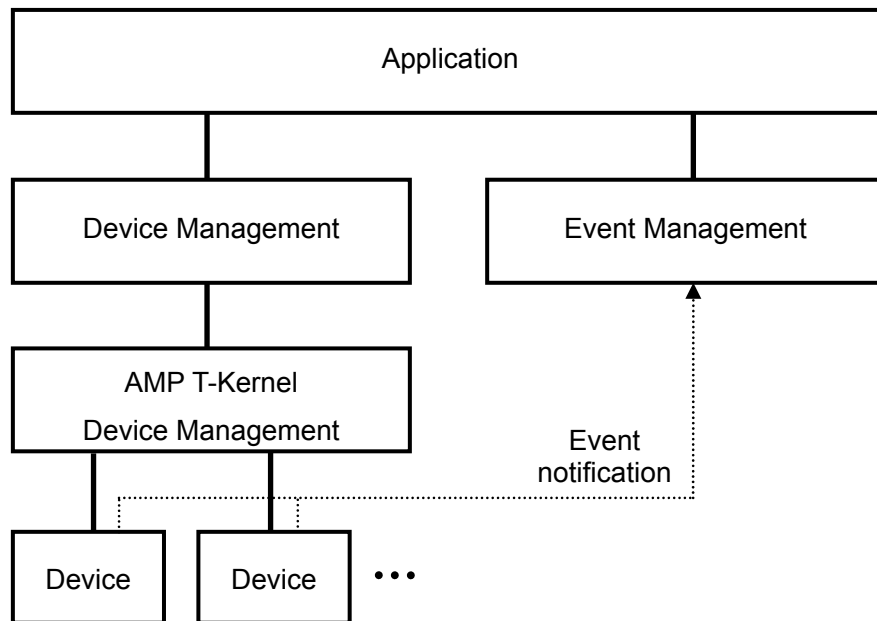 Application
Device Management
Event Management
AMP T-Kernel
Device Management
Event
notification
Device
Device
•••